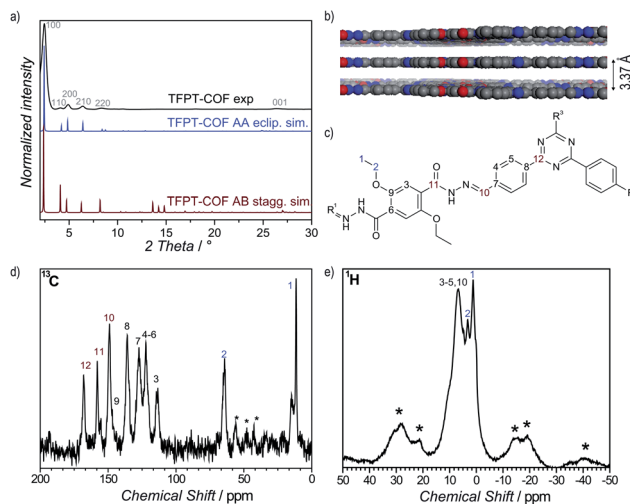 a)
Normalized intensity
100
110
200
210
220
001
TFPT-COF exp
TFPT-COF AA eclip. sim.
TFPT-COF AB stagg. sim.
5 10 15 20 25 30
2 Theta / °
b)
3.37 Å
c)
R³
1
2
O
3
4
5
N
N
12
N
9
11
N
H
N
10
7
8
R²
R¹
N
H
H
N
6
O
O
O
d)
¹³C
12
11
10
9
8
7
4-6
3
2
* * *
1
200 150 100 50 0
Chemical Shift / ppm
e)
¹H
3-5,10
2
1
* *
* *
*
50 40 30 20 10 0 -10 -20 -30 -40 -50
Chemical Shift / ppm